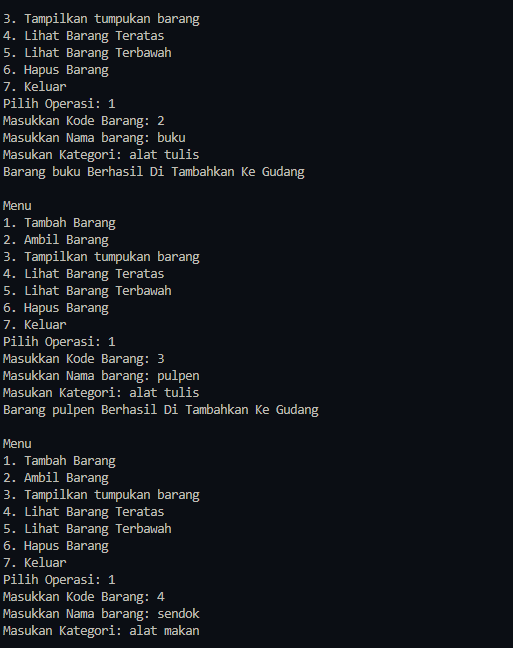 3. Tampilkan tumpukan barang
4. Lihat Barang Teratas
5. Lihat Barang Terbawah
6. Hapus Barang
7. Keluar
Pilih Operasi: 1
Masukkan Kode Barang: 2
Masukkan Nama barang: buku
Masukan Kategori: alat tulis
Barang buku Berhasil Di Tambahkan Ke Gudang

Menu
1. Tambah Barang
2. Ambil Barang
3. Tampilkan tumpukan barang
4. Lihat Barang Teratas
5. Lihat Barang Terbawah
6. Hapus Barang
7. Keluar
Pilih Operasi: 1
Masukkan Kode Barang: 3
Masukkan Nama barang: pulpen
Masukan Kategori: alat tulis
Barang pulpen Berhasil Di Tambahkan Ke Gudang

Menu
1. Tambah Barang
2. Ambil Barang
3. Tampilkan tumpukan barang
4. Lihat Barang Teratas
5. Lihat Barang Terbawah
6. Hapus Barang
7. Keluar
Pilih Operasi: 1
Masukkan Kode Barang: 4
Masukkan Nama barang: sendok
Masukan Kategori: alat makan